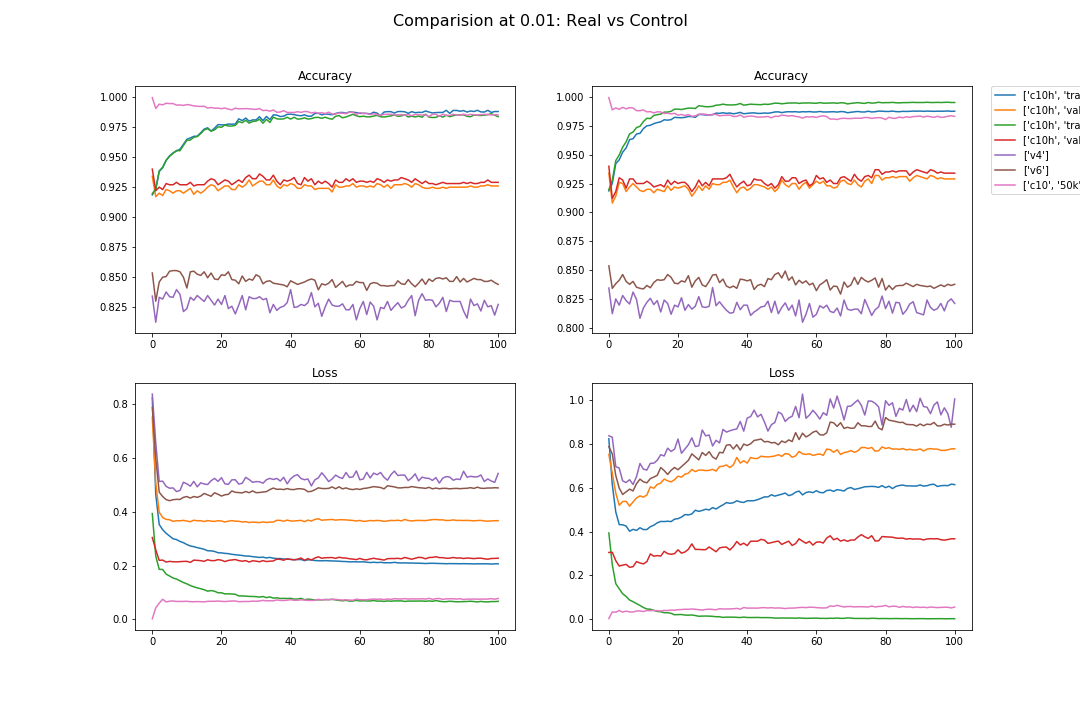 Comparision at 0.01: Real vs Control
Accuracy
1.000
0.975
0.950
0.925
0.900
0.875
0.850
0.825
0 20 40 60 80 100
Accuracy
1.000
0.975
0.950
0.925
0.900
0.875
0.850
0.825
0.800
0 20 40 60 80 100
['c10h', 'tra
['c10h', 'val
['c10h', 'tra
['c10h', 'val
['v4']
['v6']
['c10', '50k'
Loss
0.8
0.6
0.4
0.2
0.0
0 20 40 60 80 100
Loss
1.0
0.8
0.6
0.4
0.2
0.0
0 20 40 60 80 100